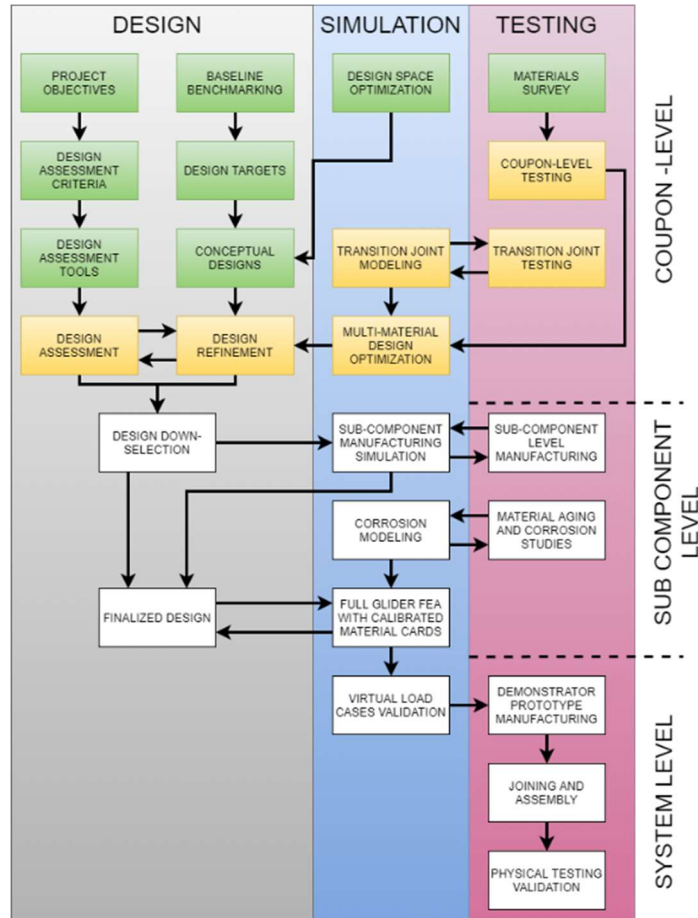 DESIGN
SIMULATION
TESTING
PROJECT
OBJECTIVES
BASELINE
BENCHMARKING
DESIGN SPACE
OPTIMIZATION
MATERIALS
SURVEY
DESIGN
ASSESSMENT
CRITERIA
DESIGN TARGETS
COUPON-LEVEL
TESTING
DESIGN
ASSESSMENT
TOOLS
CONCEPTUAL
DESIGNS
TRANSITION JOINT
MODELING
TRANSITION JOINT
TESTING
DESIGN
ASSESSMENT
DESIGN
REFINEMENT
MULTI-MATERIAL
DESIGN
OPTIMIZATION
COUPON -LEVEL
DESIGN DOWN-
SELECTION
SUB-COMPONENT
MANUFACTURING
SIMULATION
SUB-COMPONENT
LEVEL
MANUFACTURING
CORROSION
MODELING
MATERIAL AGING
AND CORROSION
STUDIES
FINALIZED DESIGN
FULL GLIDER FEA
WITH CALIBRATED
MATERIAL CARDS
SUB COMPONENT
LEVEL
VIRTUAL LOAD
CASES VALIDATION
DEMONSTRATOR
PROTOTYPE
MANUFACTURING
JOINING AND
ASSEMBLY
PHYSICAL TESTING
VALIDATION
SYSTEM LEVEL